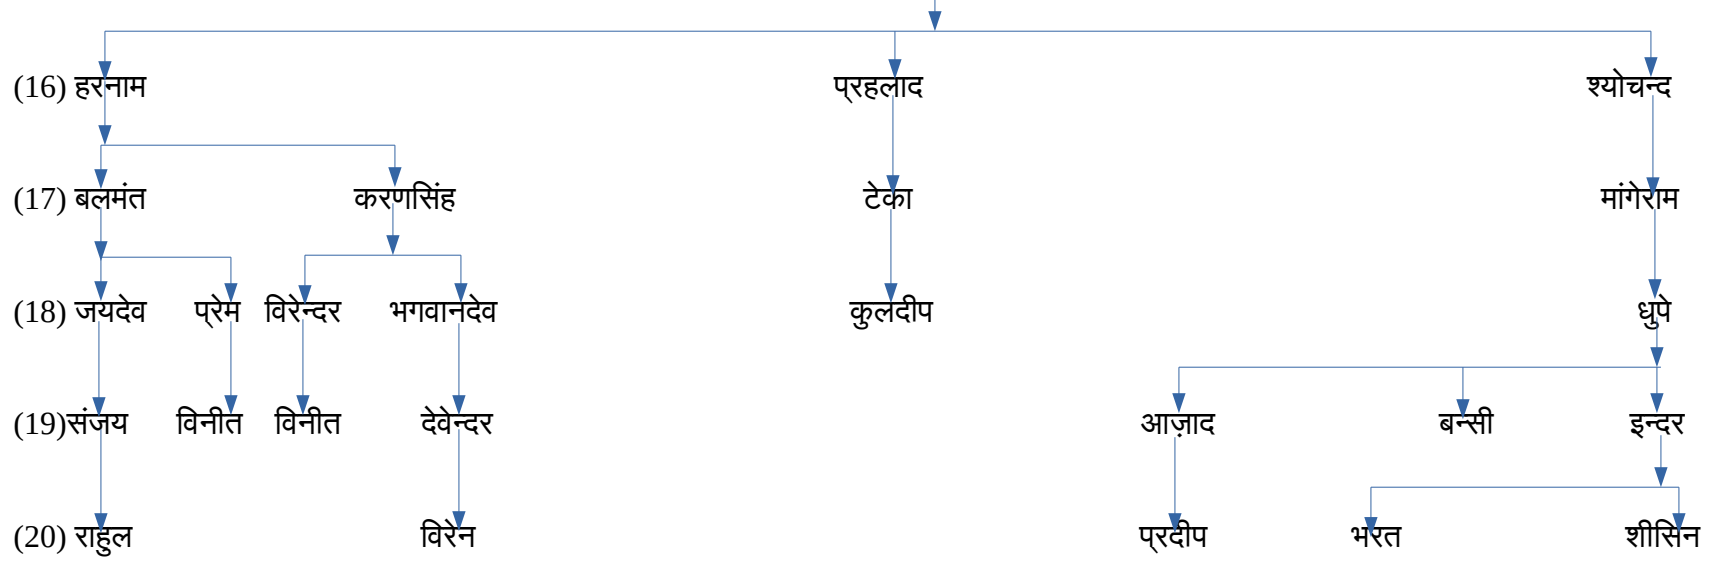 (16) हरनाम प्रहलाद श्योचन्द
(17) बलमंत करणसिंह टेका मांगेराम
(18) जयदेव प्रेम विरेन्दर भगवानदेव कुलदीप धुपे
(19)संजय विनीत विनीत देवेन्दर आज़ाद बन्सी इन्दर
(20) राहुल विरेन प्रदीप भरत शीसिन